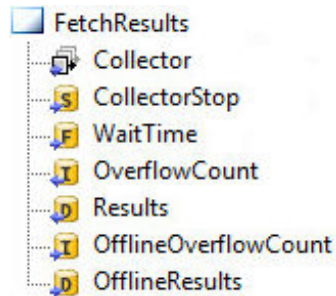 FetchResults
Collector
S CollectorStop
F WaitTime
I OverflowCount
D Results
I OfflineOverflowCount
D OfflineResults